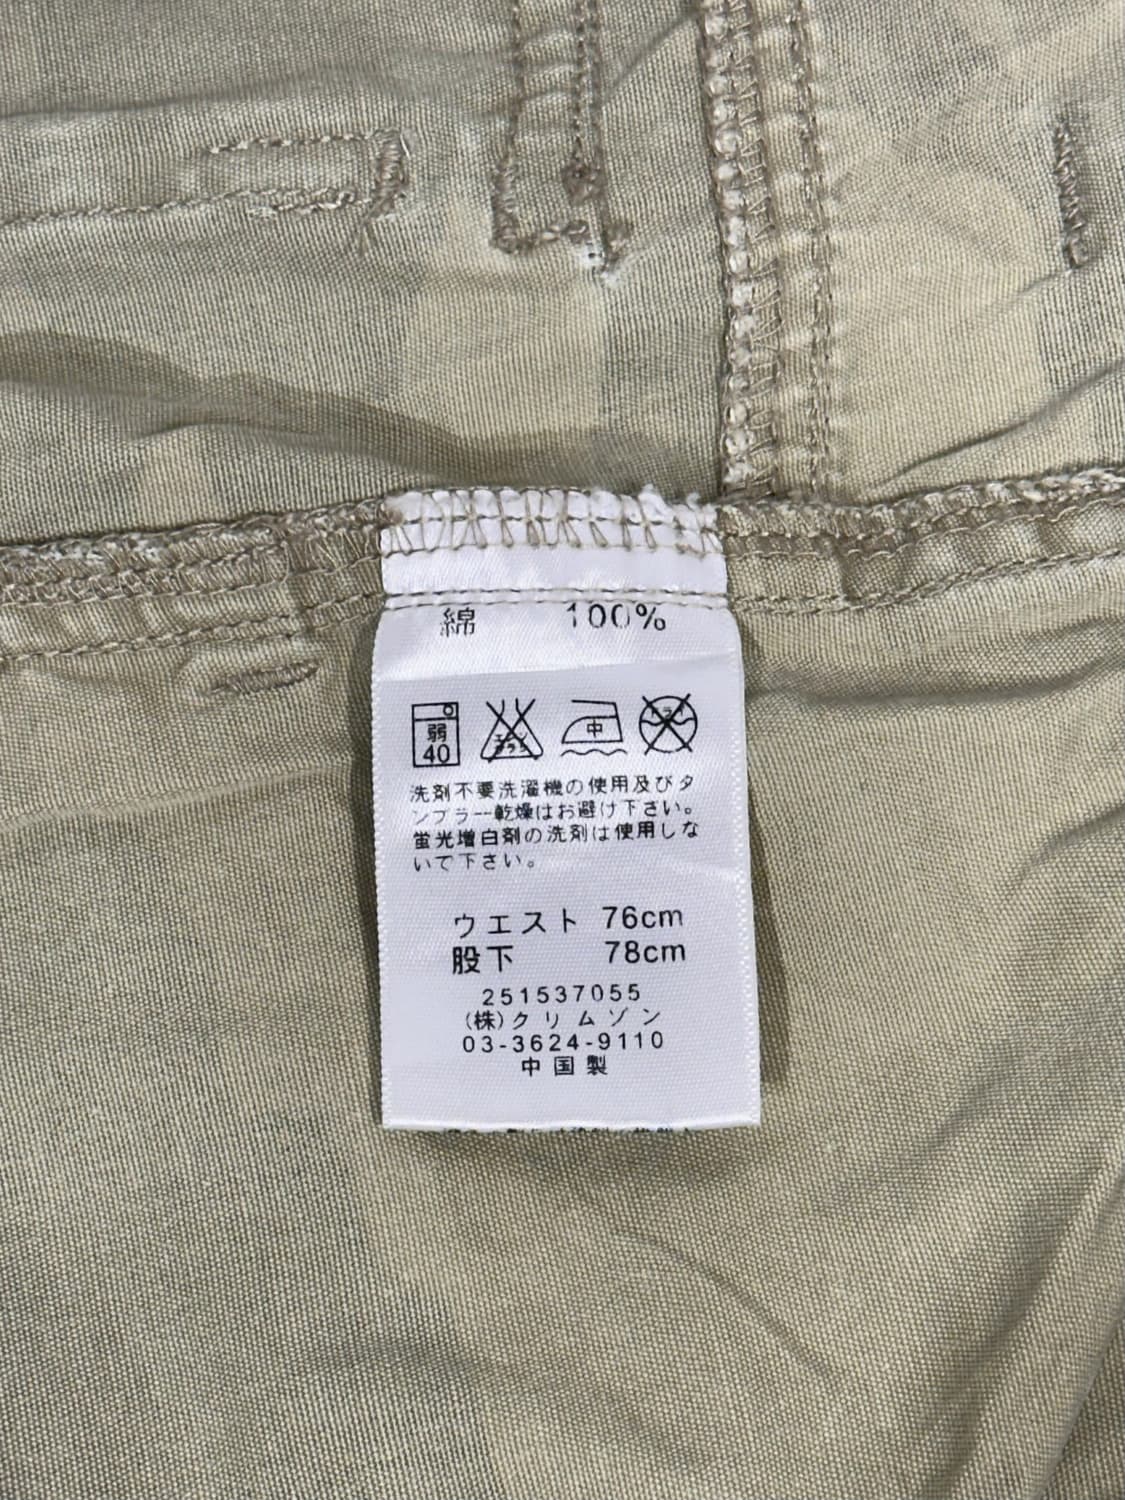 綿 100%
弱
40
エンソ
サラシ
中
ドライ
洗剤不要洗濯機の使用及びタ
ンブラー乾燥はお避け下さい。
蛍光増白剤の洗剤は使用しな
いで下さい。
ウエスト 76cm
股下 78cm
251537055
(株)クリムゾン
03-3624-9110
中国製